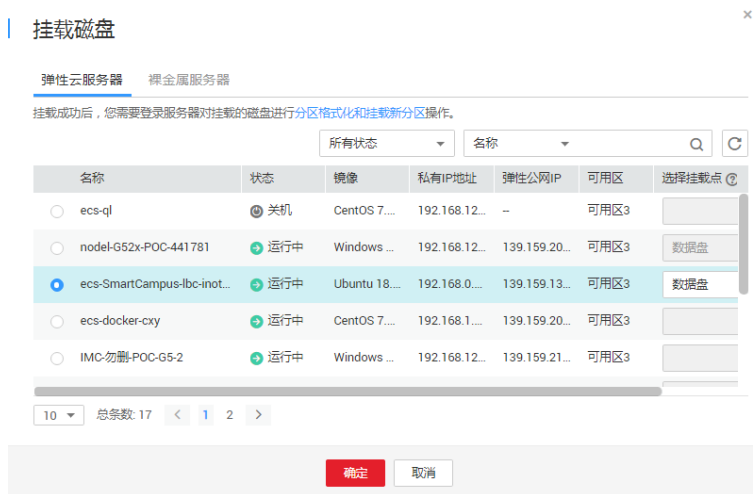 挂载磁盘
弹性云服务器 裸金属服务器
挂载成功后，您需要登录服务器对挂载的磁盘进行分区格式化和挂载新分区操作。
所有状态 名称
名称 状态 镜像 私有IP地址 弹性公网IP 可用区 选择挂载点
ecs-ql 关机 CentOS 7.... 192.168.12... -- 可用区3
nodel-G52x-POC-441781 运行中 Windows ... 192.168.12... 139.159.20... 可用区3 数据盘
ecs-SmartCampus-lbc-inot... 运行中 Ubuntu 18.... 192.168.0.... 139.159.13... 可用区3 数据盘
ecs-docker-cxy 运行中 CentOS 7.... 192.168.1.... 139.159.20... 可用区3
IMC-勿删-POC-G5-2 运行中 Windows ... 192.168.12... 139.159.21... 可用区3
10 总条数: 17 < 1 2 >
确定 取消